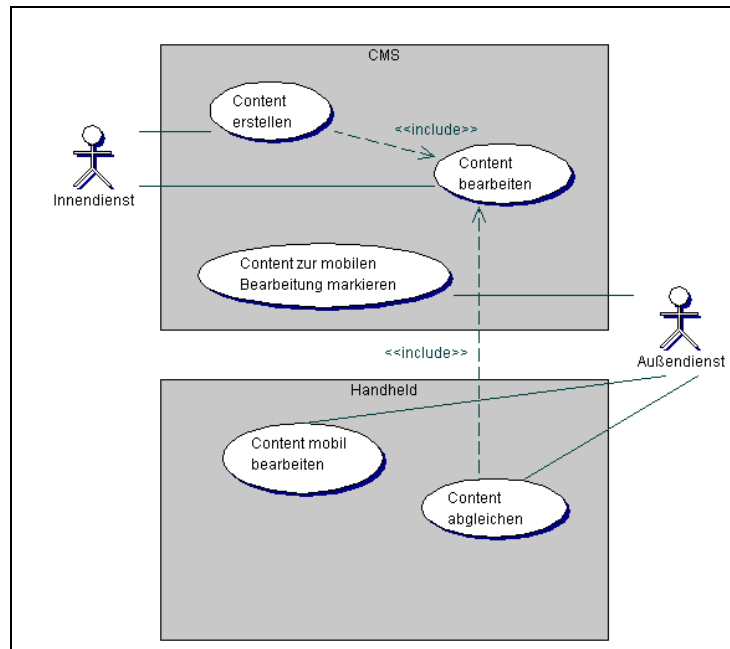 CMS
Content
erstellen
<<include>>
Content
bearbeiten
Innendienst
Content zur mobilen
Bearbeitung markieren
<<include>>
Außendienst
Handheld
Content mobil
bearbeiten
Content
abgleichen